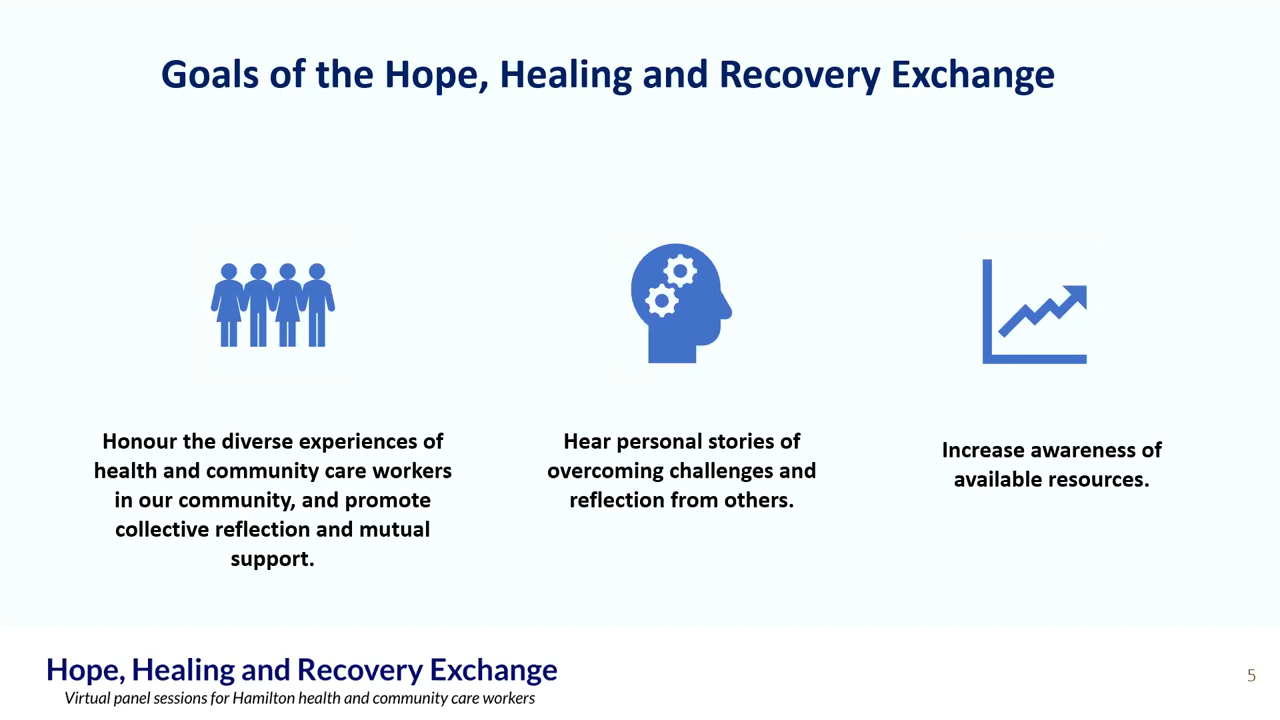 Goals of the Hope, Healing and Recovery Exchange
Honour the diverse experiences of
health and community care workers
in our community, and promote
collective reflection and mutual
support.
Hear personal stories of
overcoming challenges and
reflection from others.
Increase awareness of
available resources.
Hope, Healing and Recovery Exchange
Virtual panel sessions for Hamilton health and community care workers
5